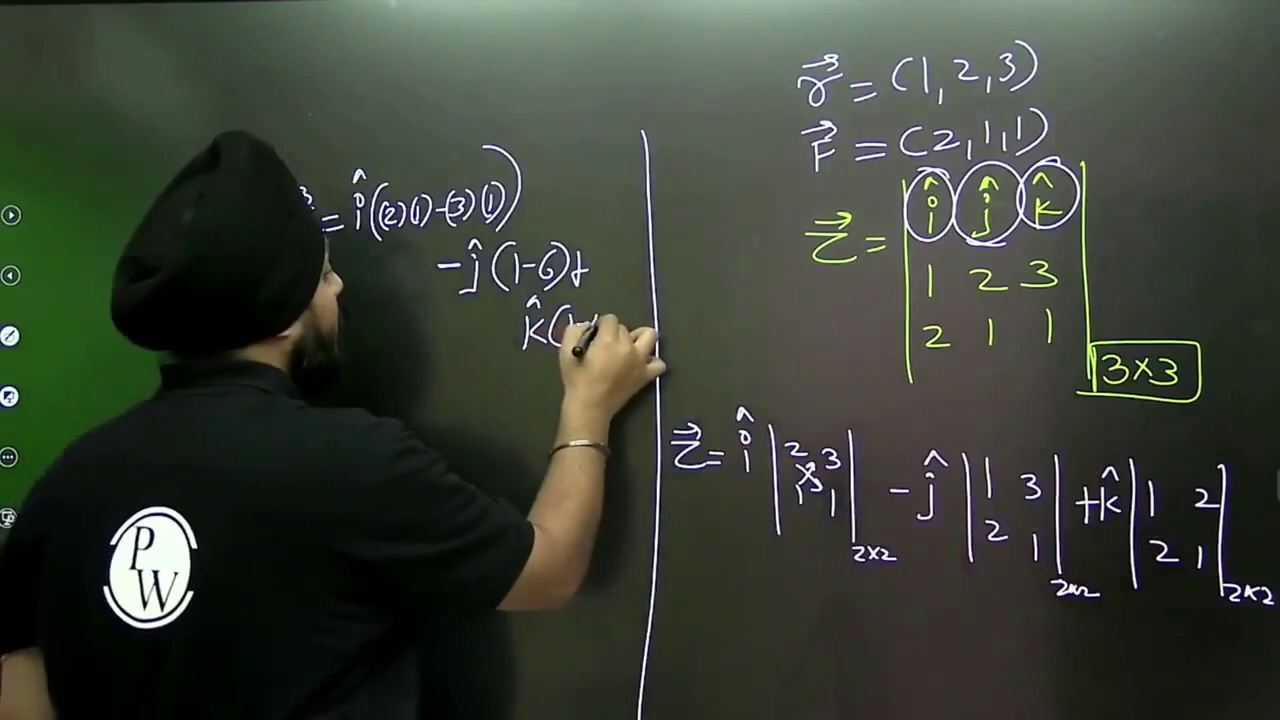 = î((2)(1)-(3)(1))
-ĵ(1-6)+
k̂(1-
r⃗ = (1,2,3)
F⃗ = (2,1,1)
τ⃗ = | î ĵ k̂ |
1 2 3
2 1 1
3×3
τ⃗ = î | 2 3 | - ĵ | 1 3 | + k̂ | 1 2 |
1 1 2 1 2 1
2×2 2×2 2×2
P
W